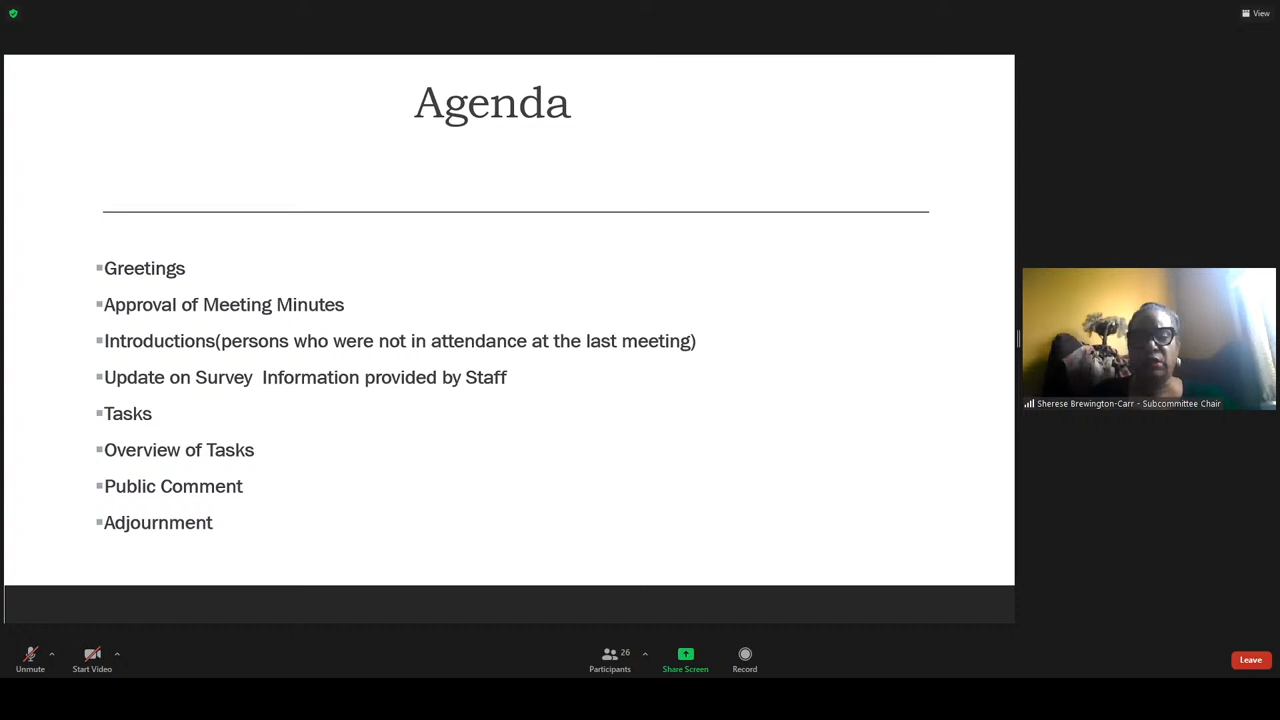 View
Agenda
Greetings
Approval of Meeting Minutes
Introductions(persons who were not in attendance at the last meeting)
Update on Survey  Information provided by Staff
Tasks
Overview of Tasks
Public Comment
Adjournment
Sherese Brewington-Carr - Subcommittee Chair
Unmute
Start Video
26
Participants
Share Screen
Record
Leave